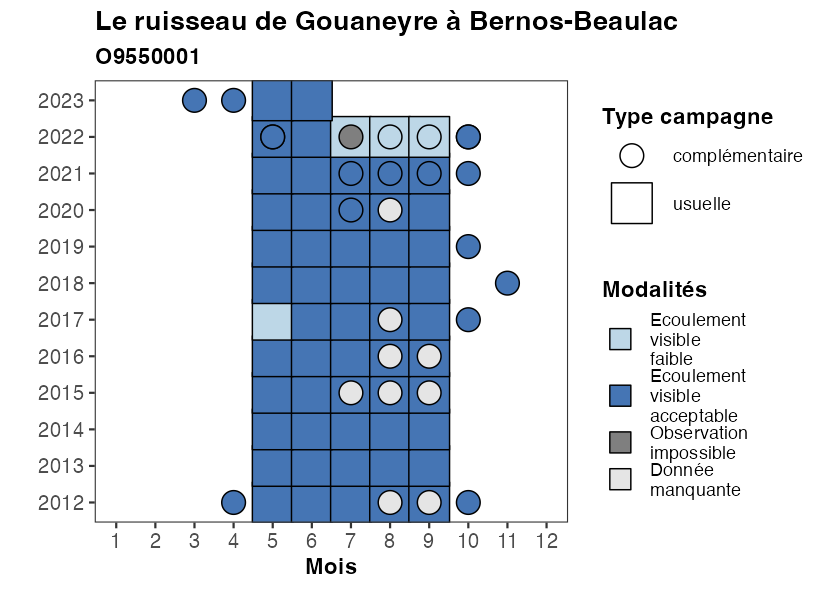 Le ruisseau de Gouaneyre à Bernos-Beaulac
O9550001
2023
2022
2021
2020
2019
2018
2017
2016
2015
2014
2013
2012
1 2 3 4 5 6 7 8 9 10 11 12
Mois
Type campagne
complémentaire
usuelle
Modalités
Ecoulement
visible
faible
Ecoulement
visible
acceptable
Observation
impossible
Donnée
manquante